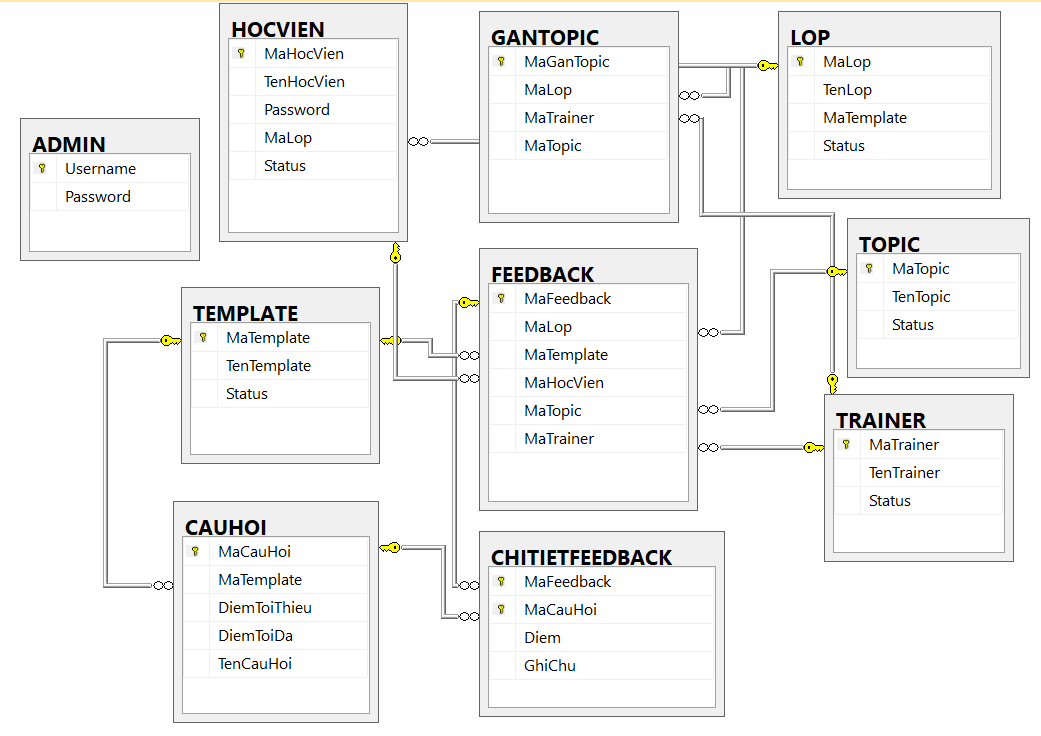 HOCVIEN
MaHocVien
TenHocVien
Password
MaLop
Status
GANTOPIC
MaGanTopic
MaLop
MaTrainer
MaTopic
LOP
MaLop
TenLop
MaTemplate
Status
ADMIN
Username
Password
TOPIC
MaTopic
TenTopic
Status
FEEDBACK
MaFeedback
MaLop
MaTemplate
MaHocVien
MaTopic
MaTrainer
TEMPLATE
MaTemplate
TenTemplate
Status
TRAINER
MaTrainer
TenTrainer
Status
CAUHOI
MaCauHoi
MaTemplate
DiemToiThieu
DiemToiDa
TenCauHoi
CHITIETFEEDBACK
MaFeedback
MaCauHoi
Diem
GhiChu